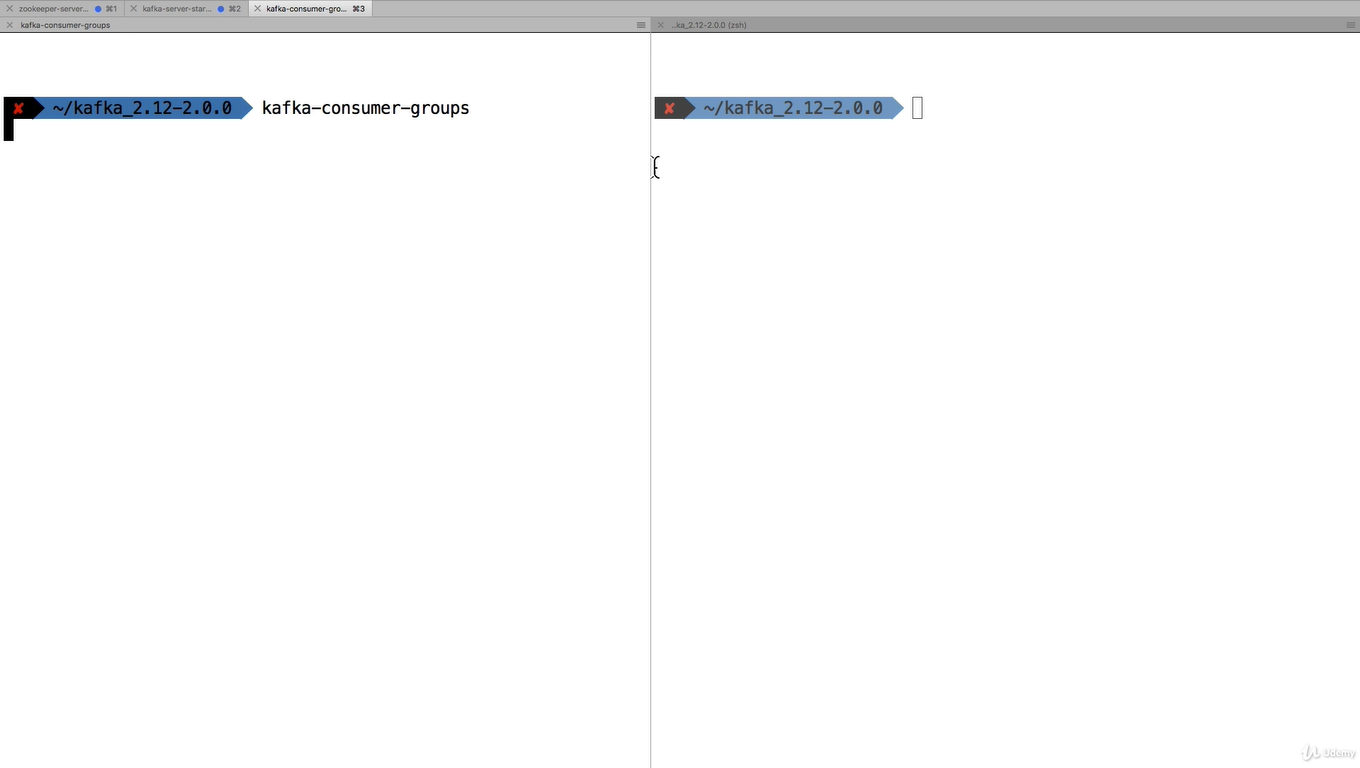 zookeeper-server... ⌘1 kafka-server-star... ⌘2 kafka-consumer-gro... ⌘3
kafka-consumer-groups
..ka_2.12-2.0.0 (zsh)
✘ ~/kafka_2.12-2.0.0 kafka-consumer-groups
✘ ~/kafka_2.12-2.0.0
Udemy